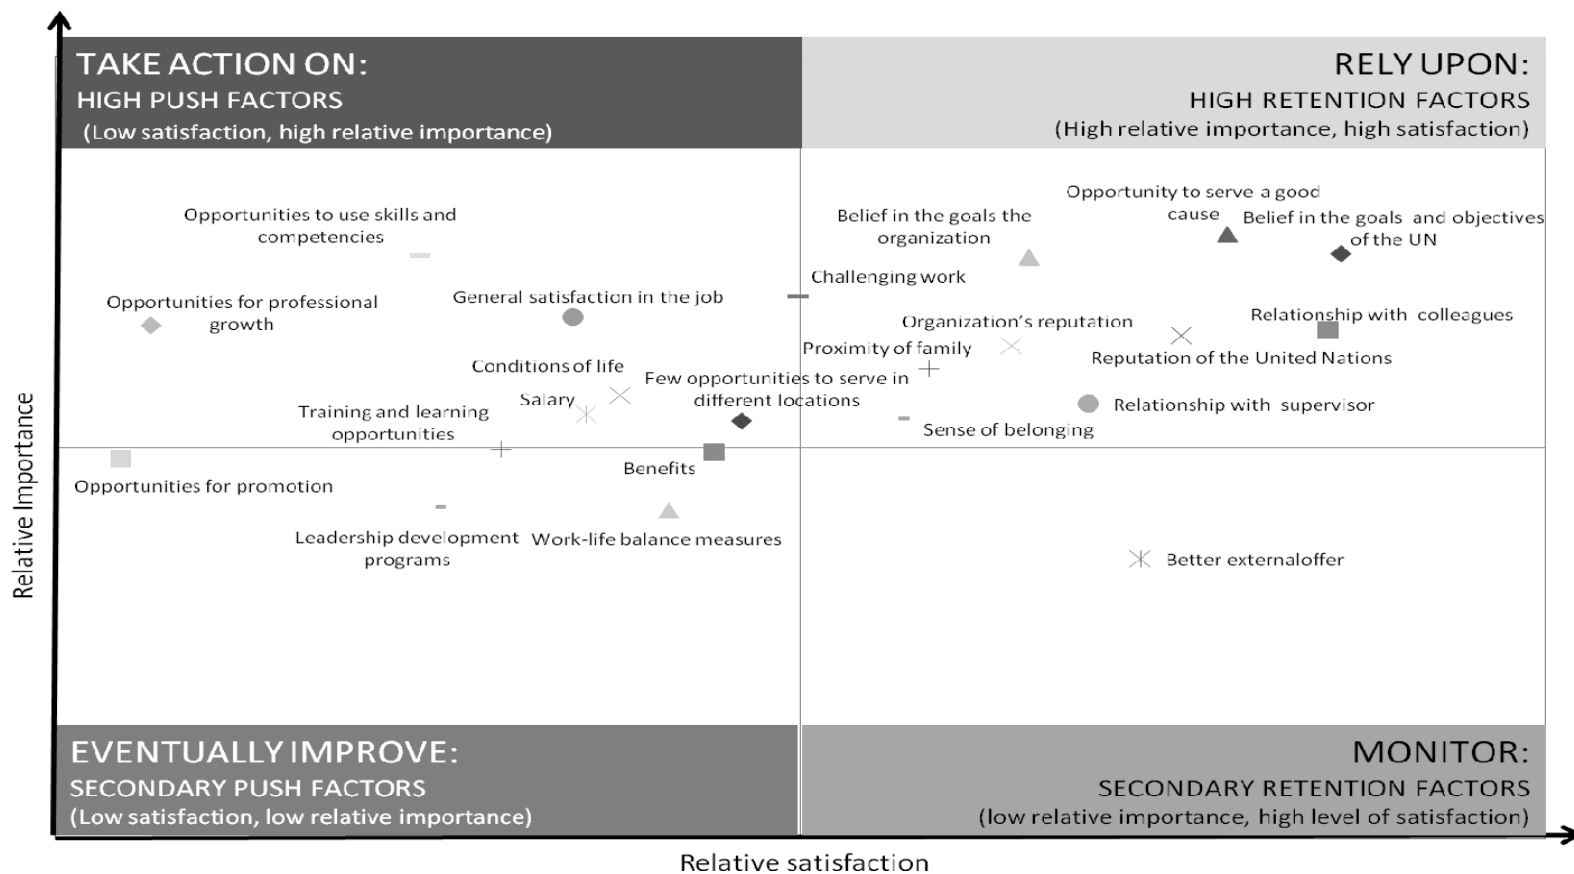 TAKE ACTION ON:
HIGH PUSH FACTORS
(Low satisfaction, high relative importance)
RELY UPON:
HIGH RETENTION FACTORS
(High relative importance, high satisfaction)
Opportunities to use skills and
competencies
Opportunities for professional
growth
General satisfaction in the job
Conditions of life
Salary
Training and learning
opportunities
Few opportunities to serve in
different locations
Belief in the goals the
organization
Opportunity to serve a good
cause
Belief in the goals and objectives
of the UN
Challenging work
Organization's reputation
Proximity of family
Relationship with colleagues
Reputation of the United Nations
Relationship with supervisor
Sense of belonging
Opportunities for promotion
Benefits
Leadership development
programs
Work-life balance measures
Better externaloffer
Relative Importance
EVENTUALLY IMPROVE:
SECONDARY PUSH FACTORS
(Low satisfaction, low relative importance)
MONITOR:
SECONDARY RETENTION FACTORS
(low relative importance, high level of satisfaction)
Relative satisfaction